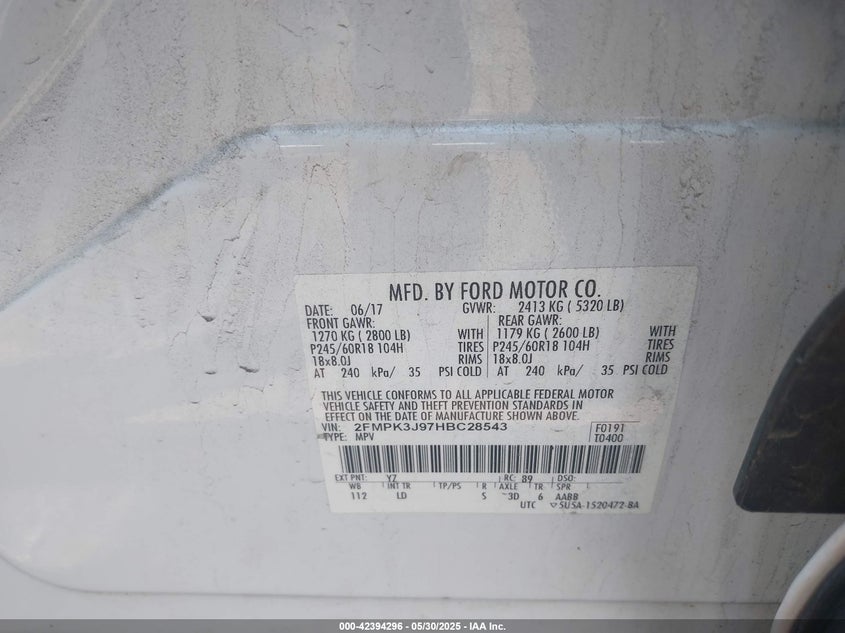 MFD. BY FORD MOTOR CO.
DATE: 06/17 GVWR: 2413 KG ( 5320 LB)
FRONT GAWR: REAR GAWR:
1270 KG ( 2800 LB) WITH 1179 KG ( 2600 LB) WITH
P245/60R18 104H TIRES P245/60R18 104H TIRES
18x8.0J RIMS 18x8.0J RIMS
AT 240 kPa/ 35 PSI COLD AT 240 kPa/ 35 PSI COLD
THIS VEHICLE CONFORMS TO ALL APPLICABLE FEDERAL MOTOR
VEHICLE SAFETY AND THEFT PREVENTION STANDARDS IN
EFFECT ON THE DATE OF MANUFACTURE SHOWN ABOVE.
VIN: 2FMPK3J97HBC28543 F0191
TYPE: MPV T0400
EXT PNT: YZ RC: 89 DSO:
WB INT TR TP/PS R AXLE TR SPR
112 LD S 3D 6 AABB
UTC 5USA-1520472-BA
000-42394296 - 05/30/2025 - IAA Inc.